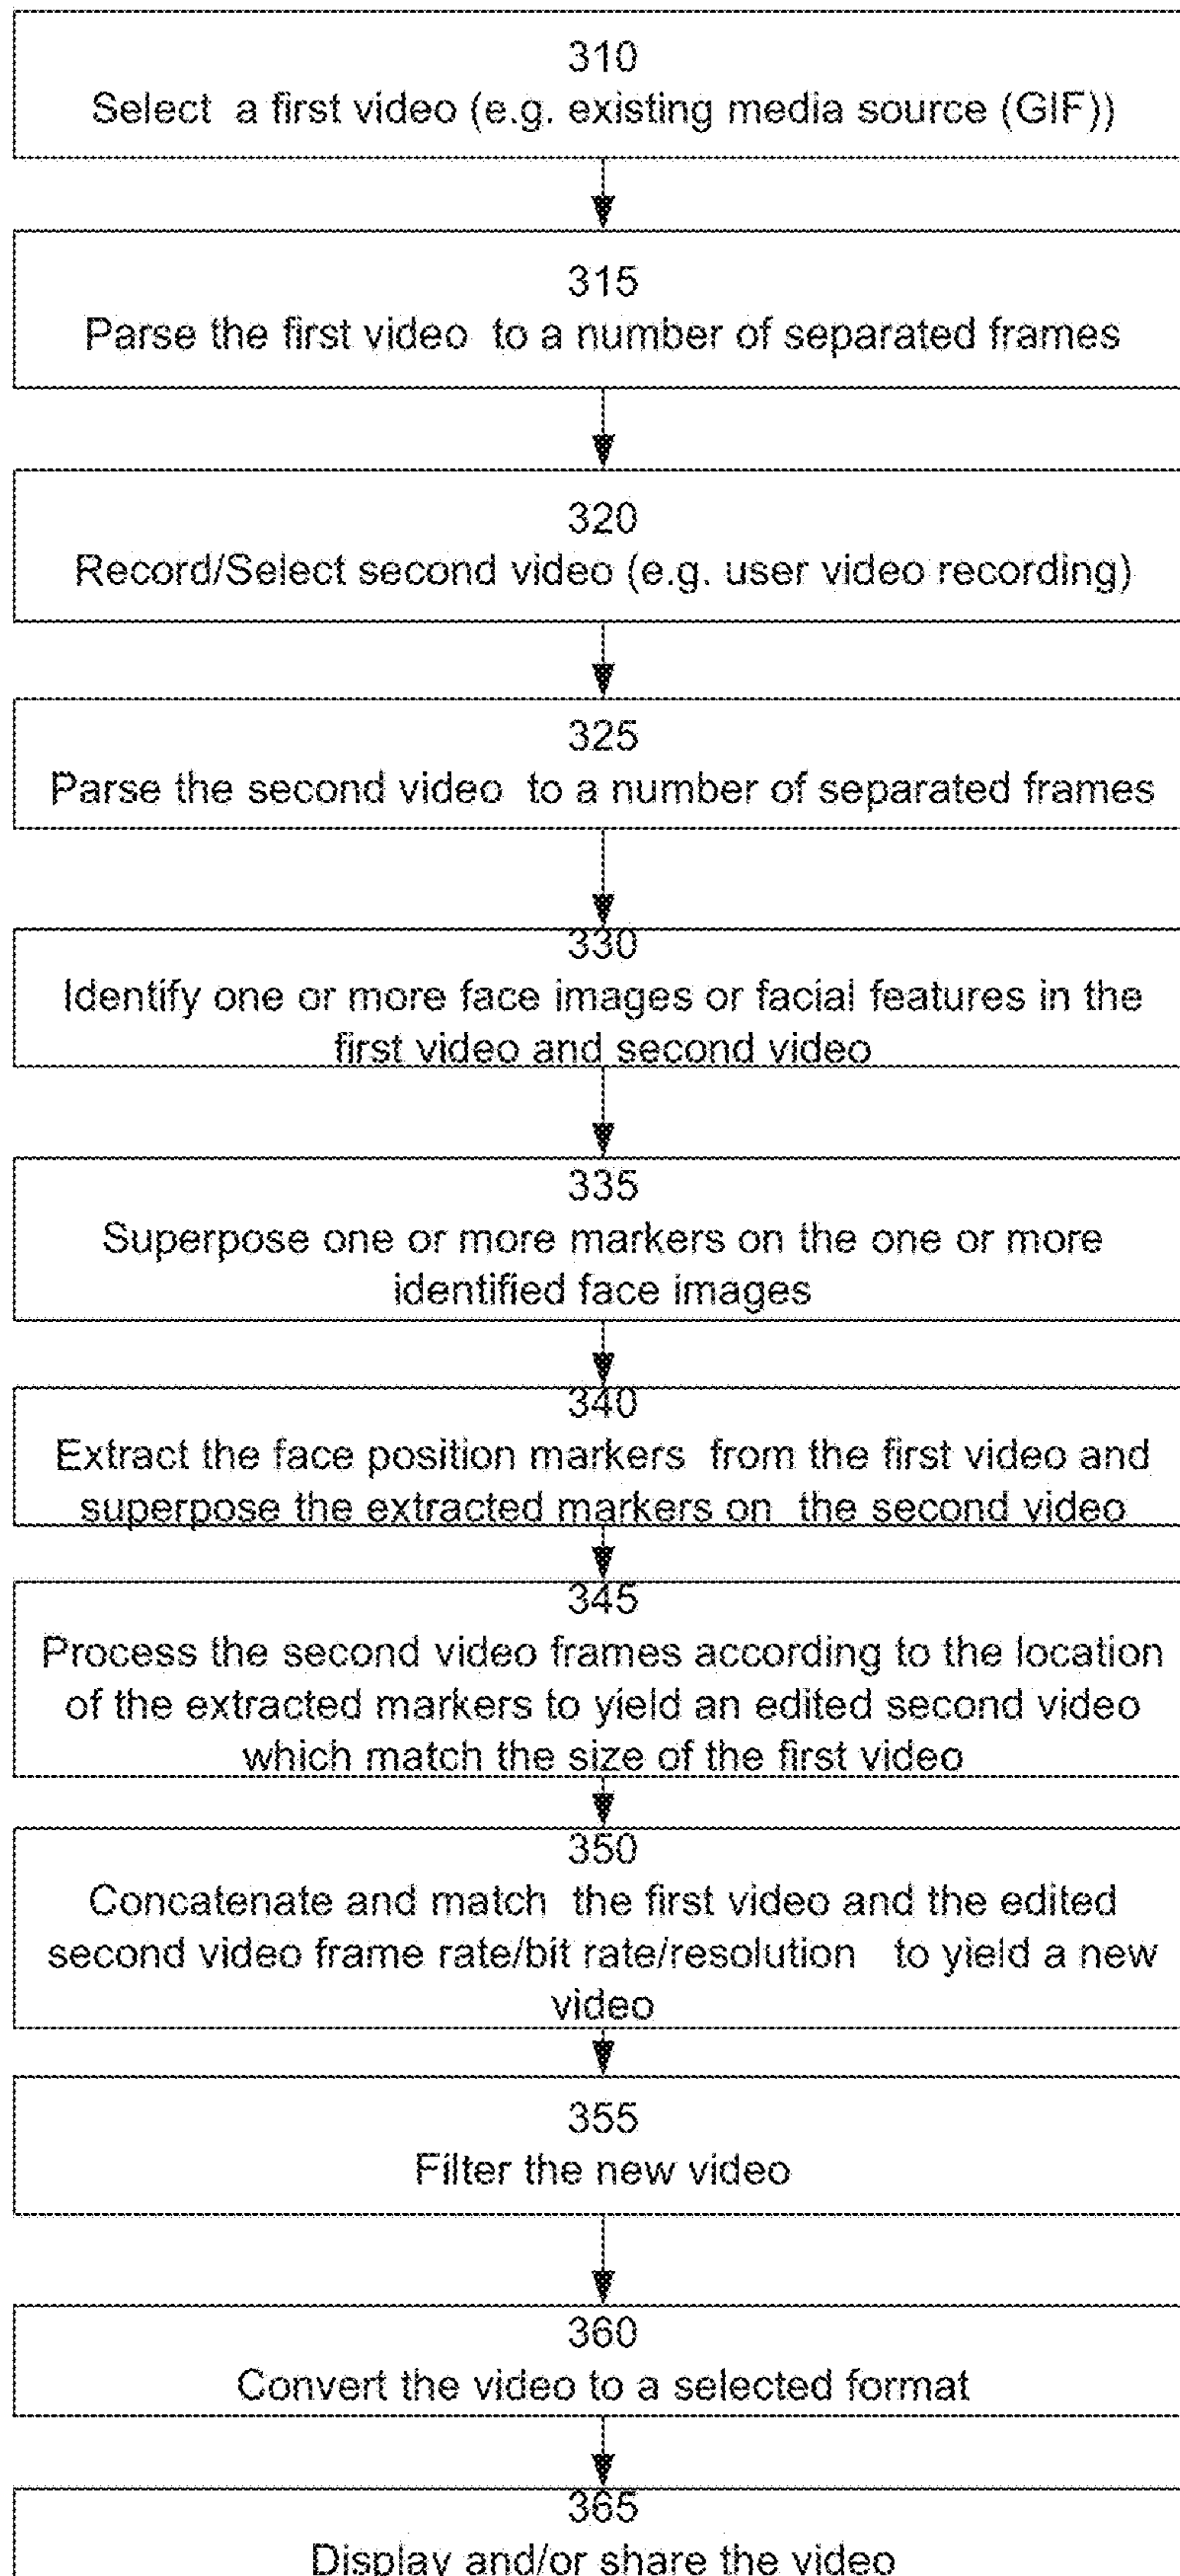 310
Select a first video (e.g. existing media source (GIF))
315
Parse the first video to a number of separated frames
320
Record/Select second video (e.g. user video recording)
325
Parse the second video to a number of separated frames
330
Identify one or more face images or facial features in the
first video and second video
335
Superpose one or more markers on the one or more
identified face images
340
Extract the face position markers from the first video and
superpose the extracted markers on the second video
345
Process the second video frames according to the location
of the extracted markers to yield an edited second video
which match the size of the first video
350
Concatenate and match the first video and the edited
second video frame rate/bit rate/resolution to yield a new
video
355
Filter the new video
360
Convert the video to a selected format
365
Display and/or share the video